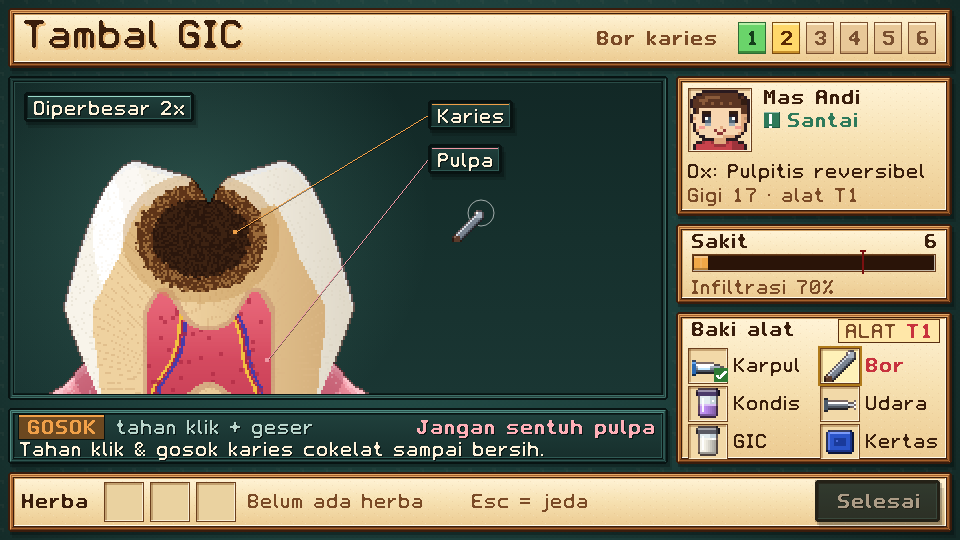 Tambal GIC
Bor karies
1 2 3 4 5 6
Diperbesar 2x
Karies
Pulpa
Mas Andi
Santai
Dx: Pulpitis reversibel
Gigi 17 · alat T1
Sakit 6
Infiltrasi 70%
Baki alat
ALAT T1
Karpul
Bor
Kondis
Udara
GIC
Kertas
GOSOK tahan klik + geser
Jangan sentuh pulpa
Tahan klik & gosok karies cokelat sampai bersih.
Herba
Belum ada herba
Esc = jeda
Selesai